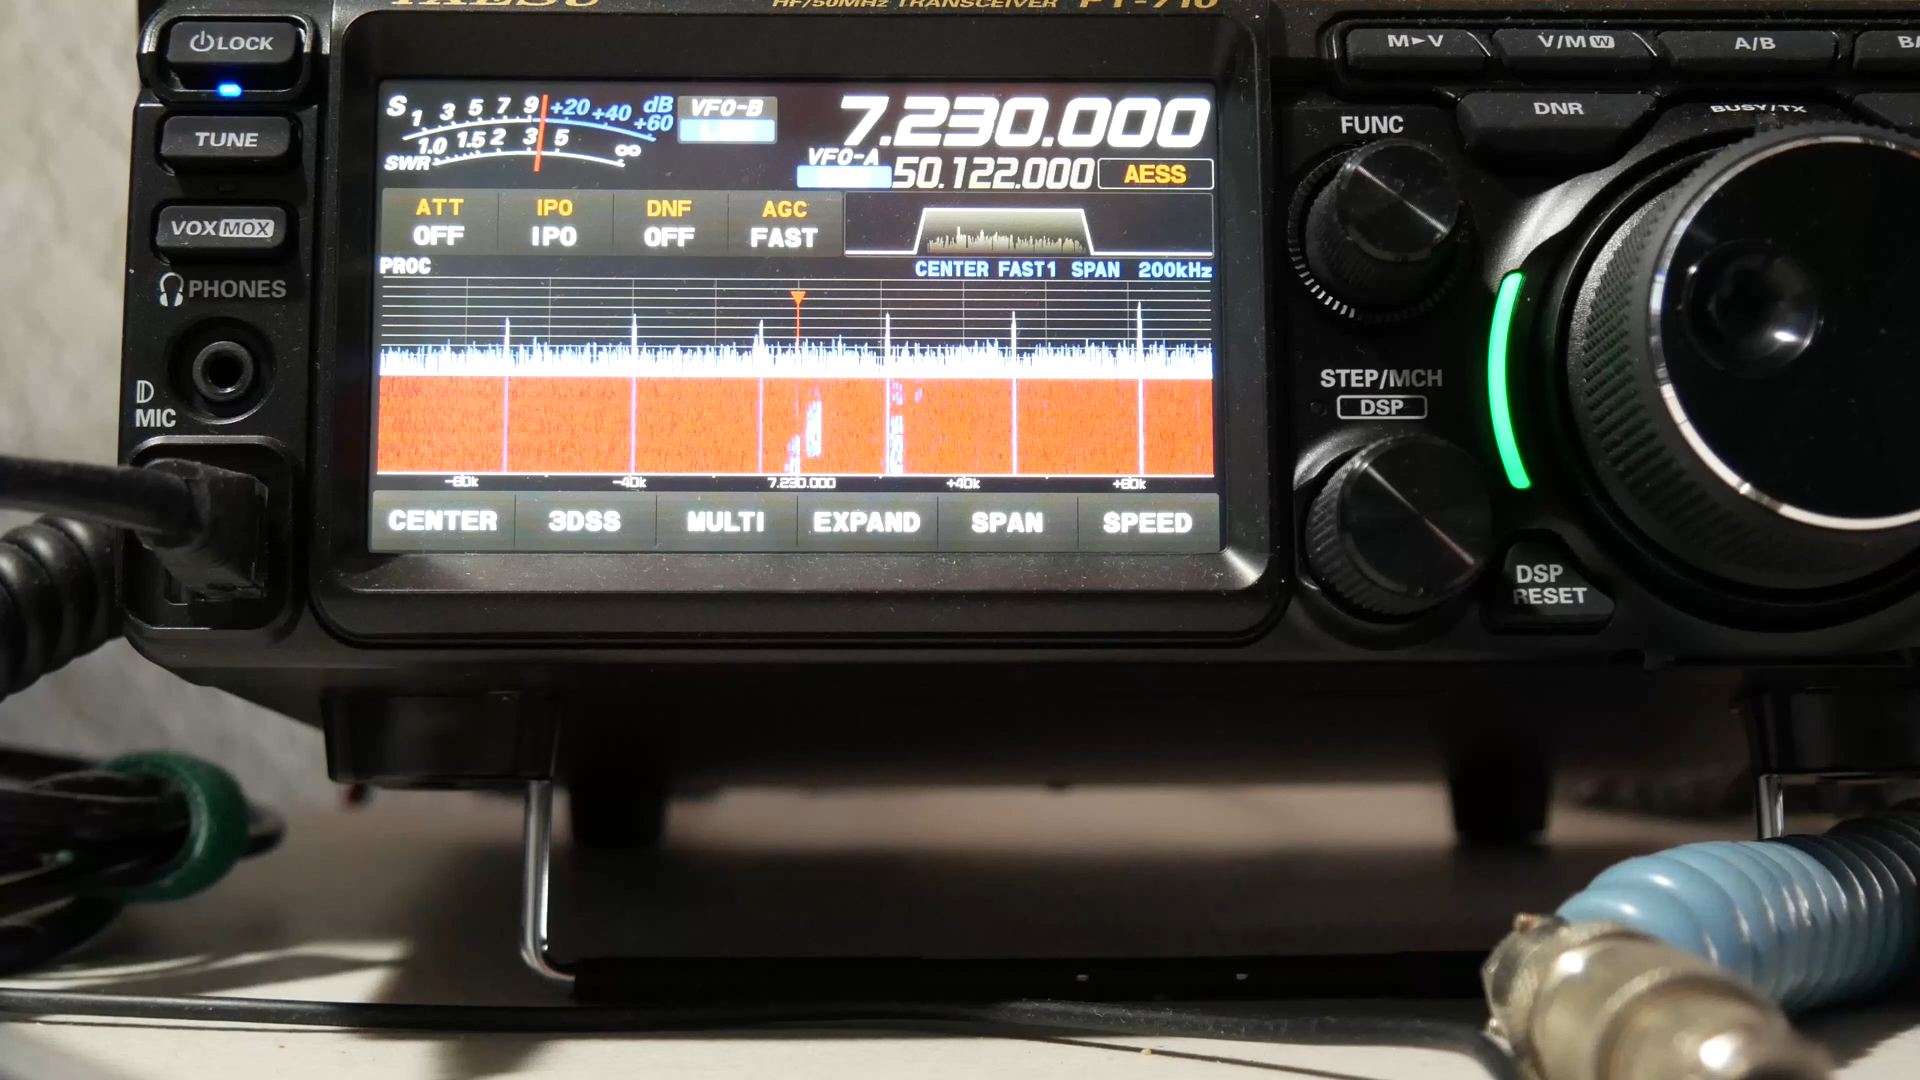 YAESU HF/50MHz TRANSCEIVER FT-710
LOCK
TUNE
VOX MOX
PHONES
MIC
S 1 3 5 7 9 +20 +40 +60 dB
SWR 1.0 1.5 2 3 5 ∞
VFO-B
7.230.000
VFO-A
50.122.000 AESS
ATT IPO DNF AGC
OFF IPO OFF FAST
PROC
CENTER FAST1 SPAN 200kHz
-80k -40k 7.230.000 +40k +80k
CENTER 3DSS MULTI EXPAND SPAN SPEED
M►V V/M W A/B
DNR BUSY/TX
FUNC
STEP/MCH
DSP
DSP
RESET